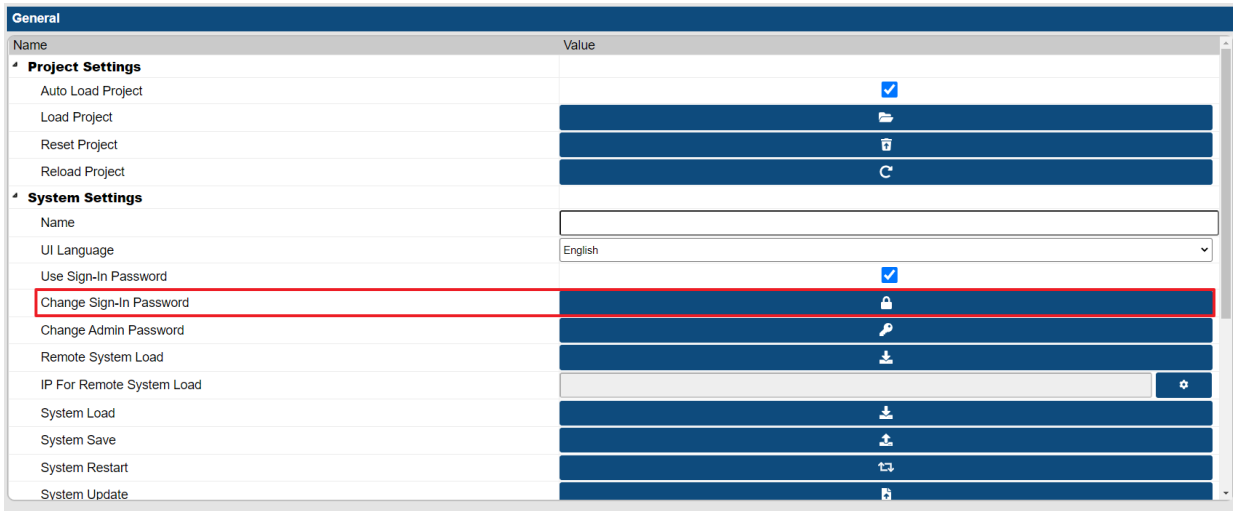 General
Name Value
Project Settings
Auto Load Project
Load Project
Reset Project
Reload Project
System Settings
Name
UI Language English
Use Sign-In Password
Change Sign-In Password
Change Admin Password
Remote System Load
IP For Remote System Load
System Load
System Save
System Restart
System Update